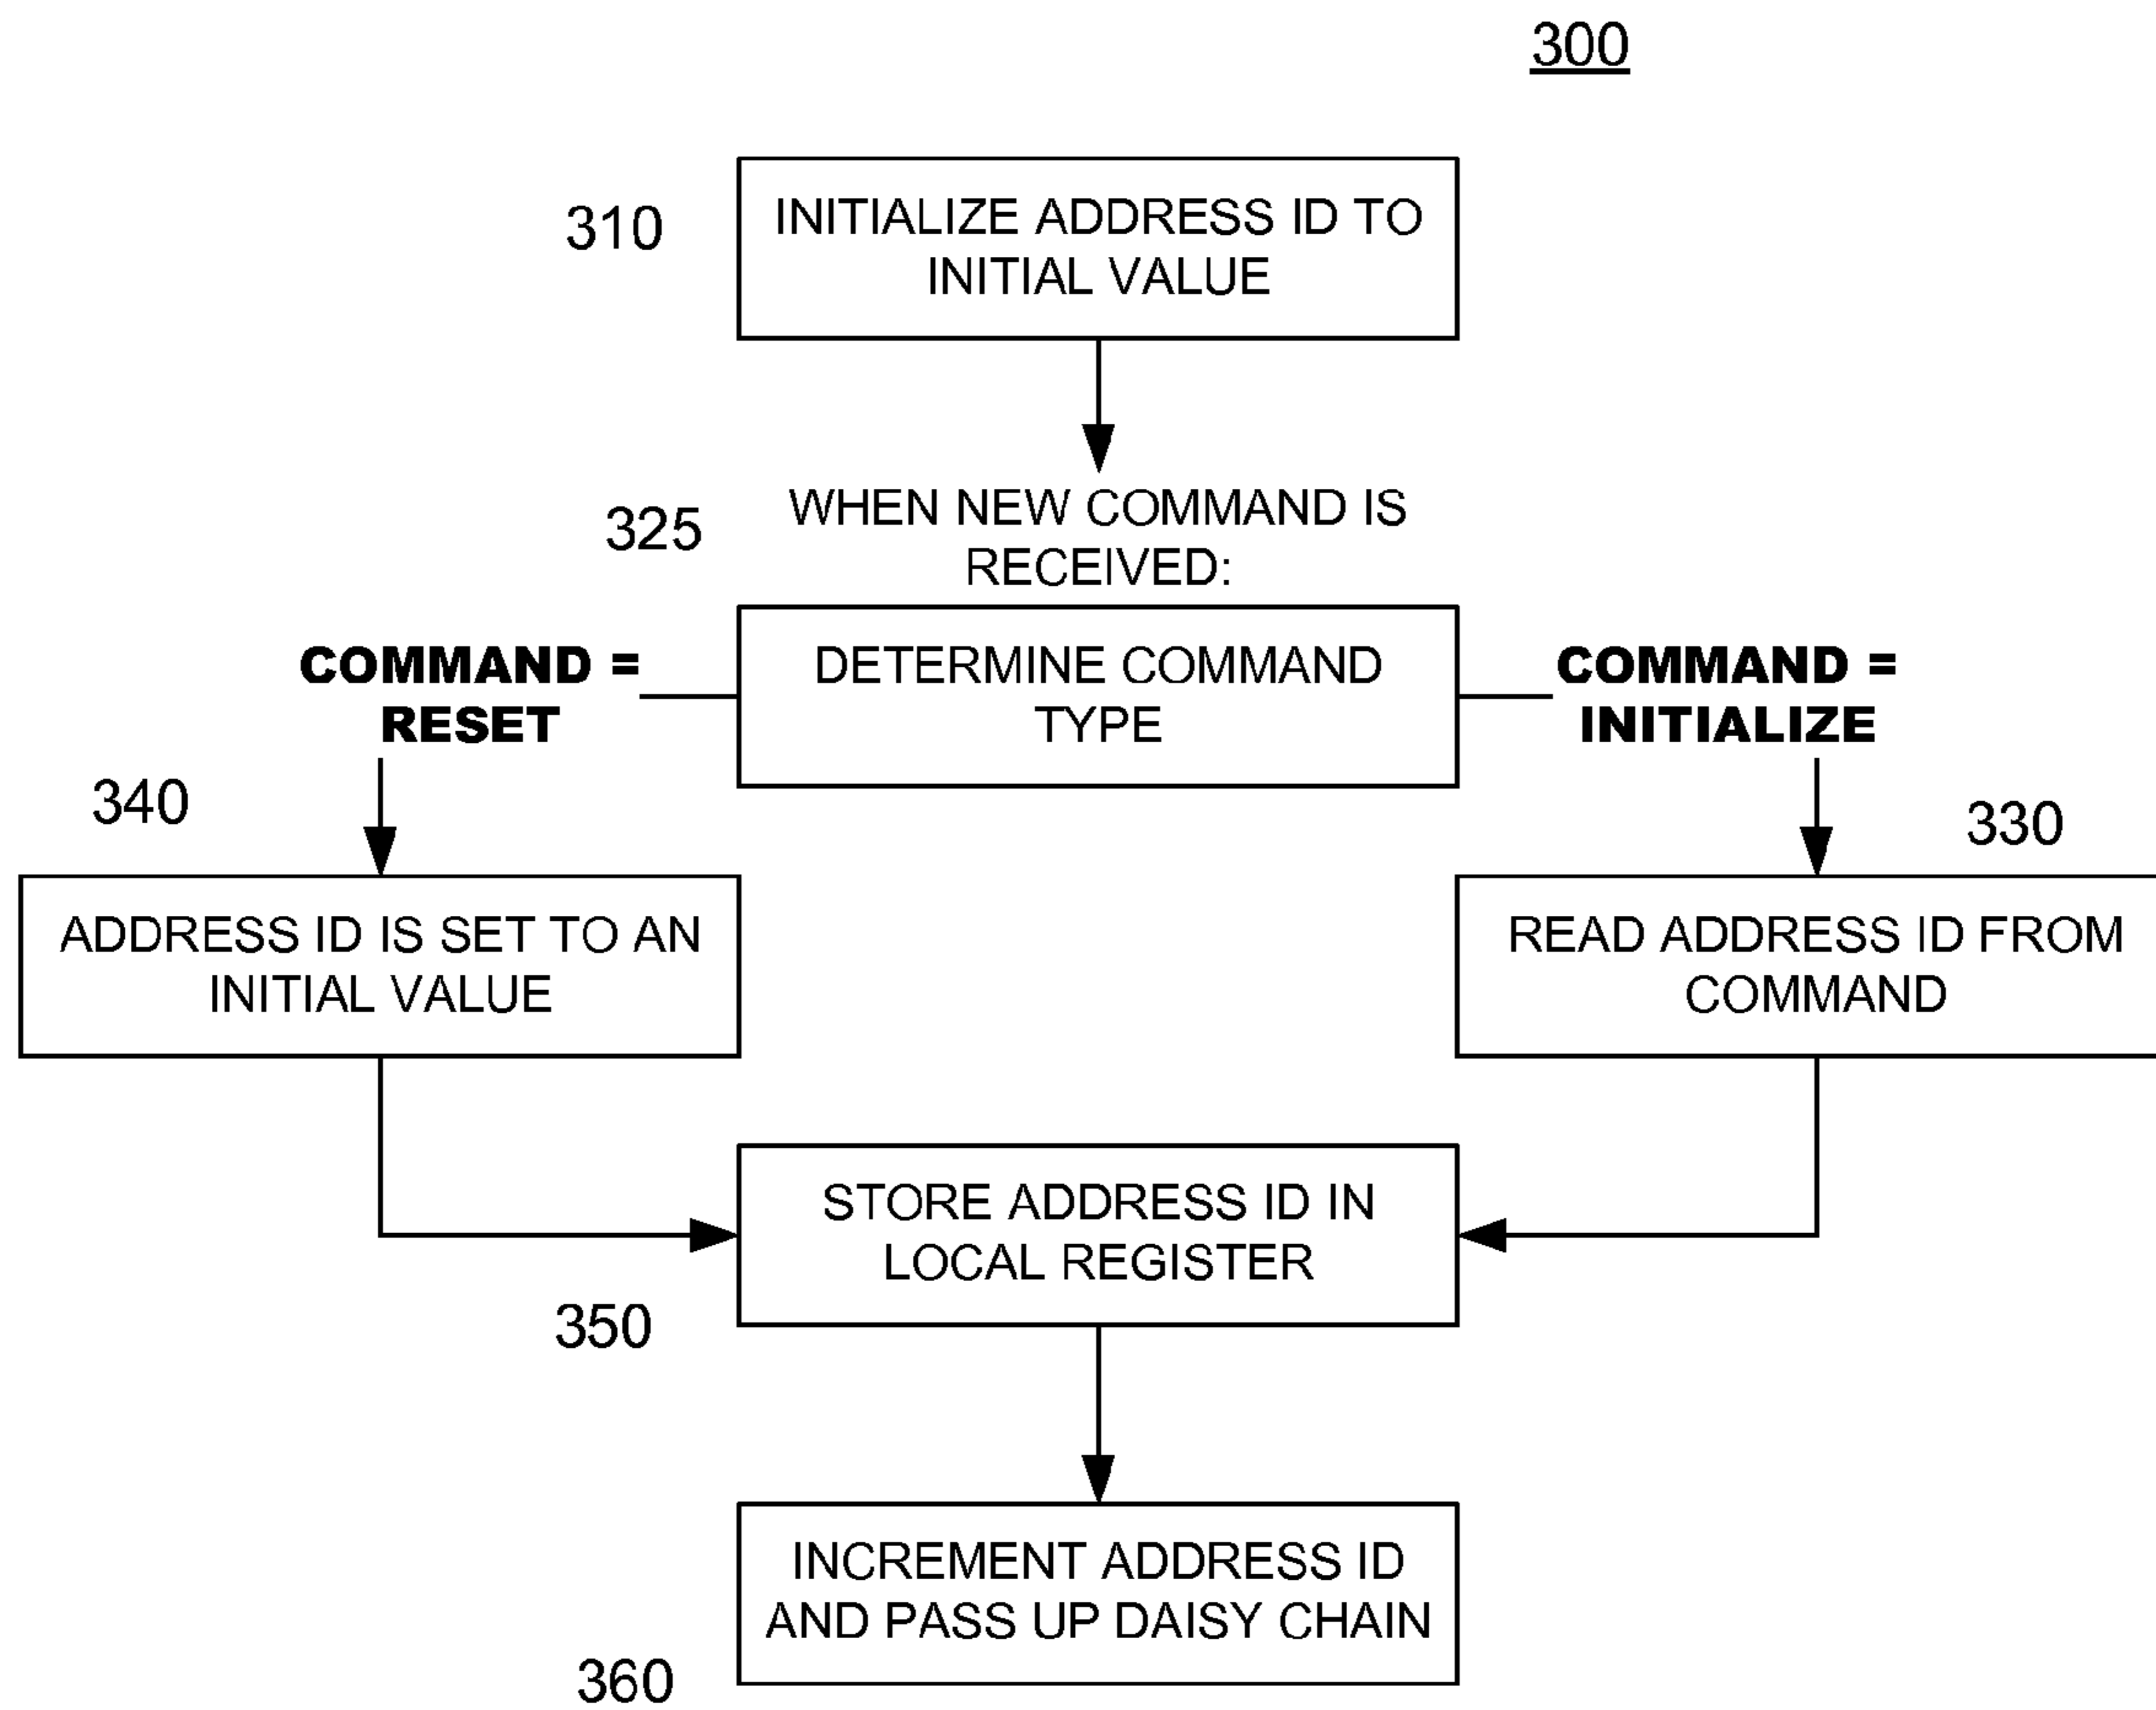 300
310
INITIALIZE ADDRESS ID TO
INITIAL VALUE
325
WHEN NEW COMMAND IS
RECEIVED:
COMMAND =
RESET
DETERMINE COMMAND
TYPE
COMMAND =
INITIALIZE
340
330
ADDRESS ID IS SET TO AN
INITIAL VALUE
READ ADDRESS ID FROM
COMMAND
STORE ADDRESS ID IN
LOCAL REGISTER
350
INCREMENT ADDRESS ID
AND PASS UP DAISY CHAIN
360